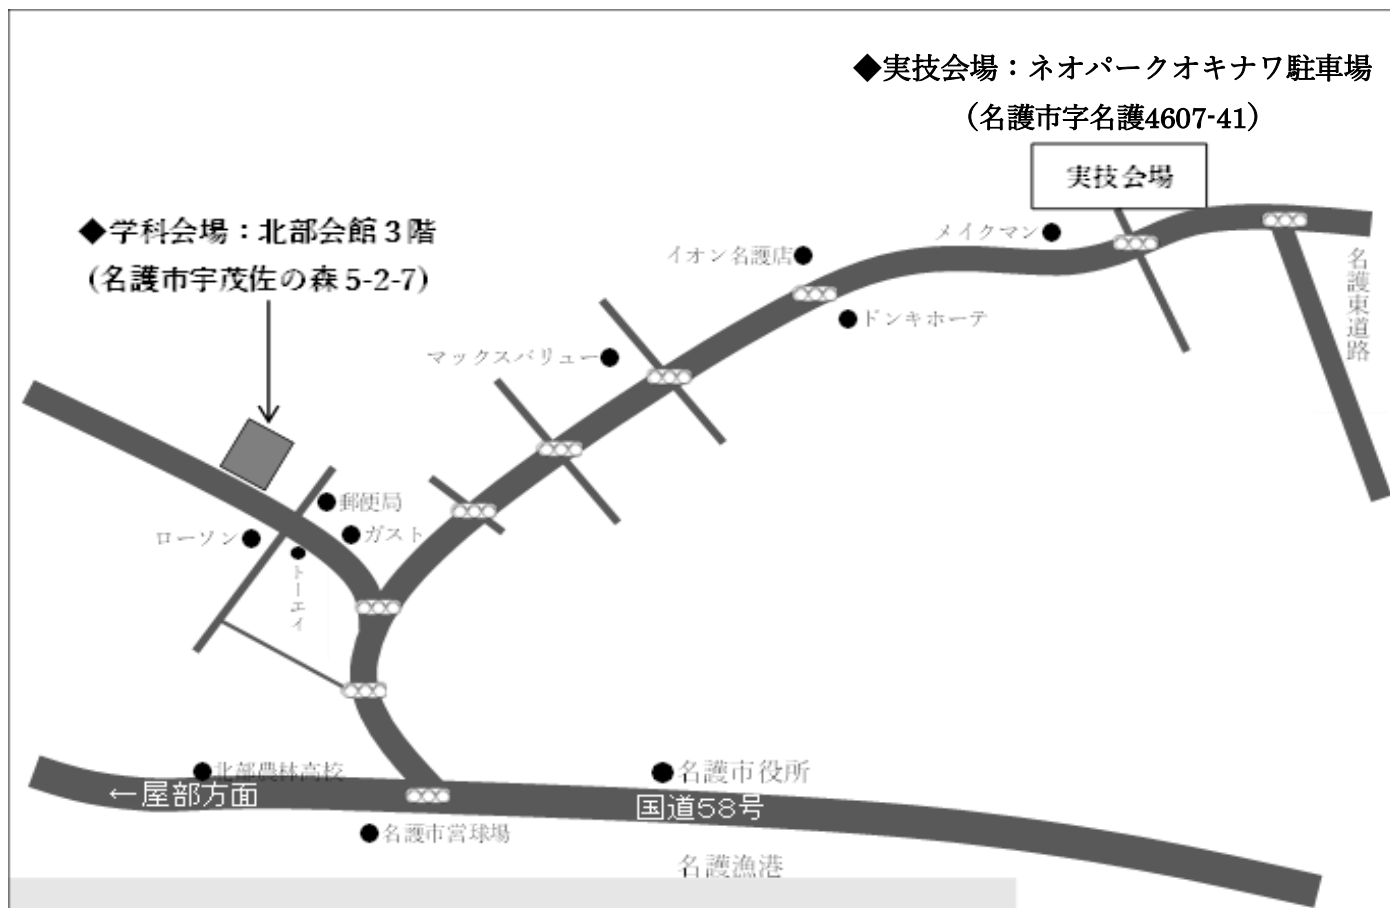 ◆実技会場：ネオパークオキナワ駐車場
（名護市字名護4607-41）
実技会場
◆学科会場：北部会館３階
(名護市宇茂佐の森 5-2-7)
メイクマン
イオン名護店
名護東道路
ドンキホーテ
マックスバリュー
郵便局
ローソン
ガスト
トーエイ
北部農林高校
名護市役所
←屋部方面
国道58号
名護市営球場
名護漁港